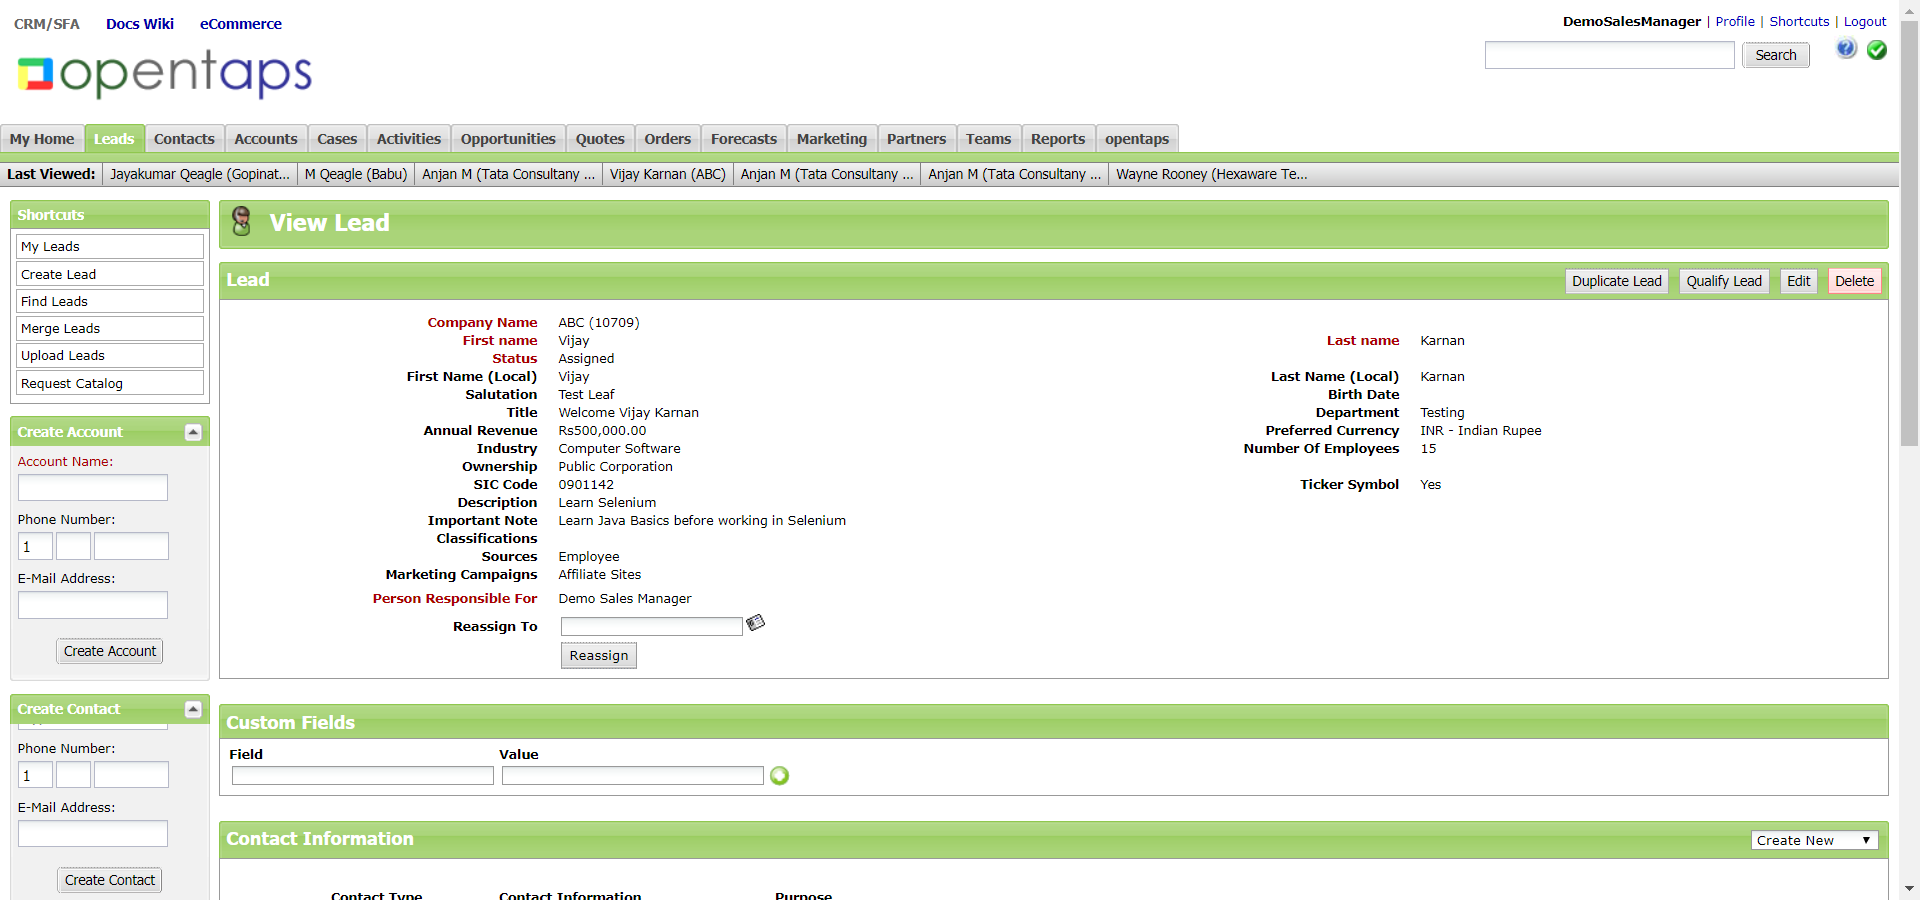 CRM/SFA Docs Wiki eCommerce
DemoSalesManager | Profile | Shortcuts | Logout
opentaps
Search
My Home Leads Contacts Accounts Cases Activities Opportunities Quotes Orders Forecasts Marketing Partners Teams Reports opentaps
Last Viewed: Jayakumar Qeagle (Gopinat... M Qeagle (Babu) Anjan M (Tata Consultany ... Vijay Karnan (ABC) Anjan M (Tata Consultany ... Anjan M (Tata Consultany ... Wayne Rooney (Hexaware Te...
Shortcuts
My Leads
Create Lead
Find Leads
Merge Leads
Upload Leads
Request Catalog
Create Account
Account Name:
Phone Number:
1
E-Mail Address:
Create Account
Create Contact
Phone Number:
1
E-Mail Address:
Create Contact
View Lead
Lead
Duplicate Lead Qualify Lead Edit Delete
Company Name ABC (10709)
First name Vijay Last name Karnan
Status Assigned
First Name (Local) Vijay Last Name (Local) Karnan
Salutation Test Leaf Birth Date
Title Welcome Vijay Karnan Department Testing
Annual Revenue Rs500,000.00 Preferred Currency INR - Indian Rupee
Industry Computer Software Number Of Employees 15
Ownership Public Corporation
SIC Code 0901142 Ticker Symbol Yes
Description Learn Selenium
Important Note Learn Java Basics before working in Selenium
Classifications
Sources Employee
Marketing Campaigns Affiliate Sites
Person Responsible For Demo Sales Manager
Reassign To
Reassign
Custom Fields
Field Value
Contact Information
Create New
Contact Type Contact Information Purpose